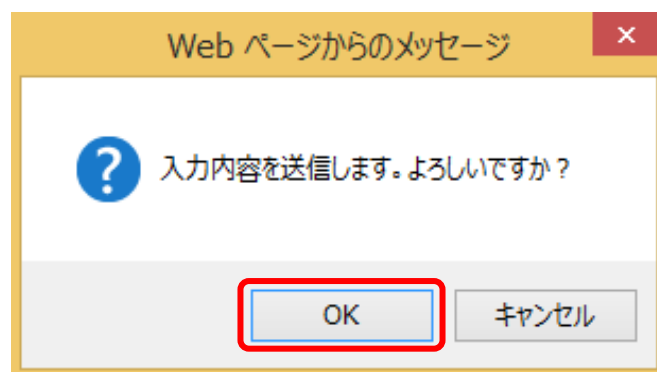 Web ページからのメッセージ
入力内容を送信します。よろしいですか？
OK
キャンセル